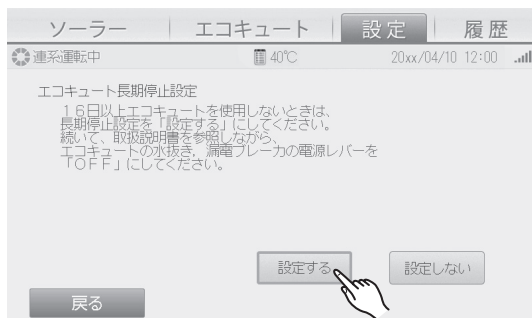 ソーラー エコキュート 設定 履歴
連系運転中 40℃ 20xx/04/10 12:00
エコキュート長期停止設定
16日以上エコキュートを使用しないときは、
長期停止設定を「設定する」にしてください。
続いて、取扱説明書を参照しながら、
エコキュートの水抜き，漏電ブレーカの電源レバーを
「OFF」にしてください。
設定する 設定しない
戻る